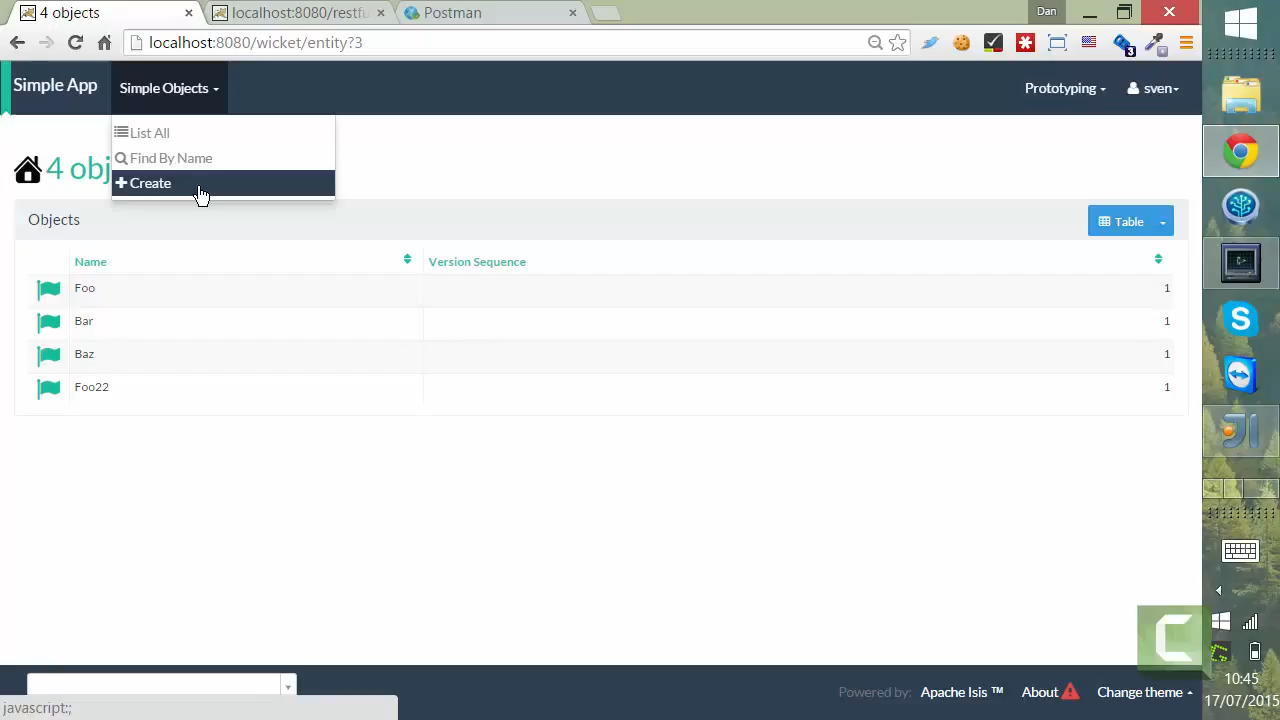 4 objects
localhost:8080/restfu
Postman
Dan
localhost:8080/wicket/entity?3
3
Simple App
Simple Objects
Prototyping
sven
List All
Find By Name
Create
4 obj
Objects
Table
Name
Version Sequence
Foo
1
Bar
1
Baz
1
Foo22
1
Powered by:
Apache Isis ™
About
Change theme
javascript:;
10:45
17/07/2015